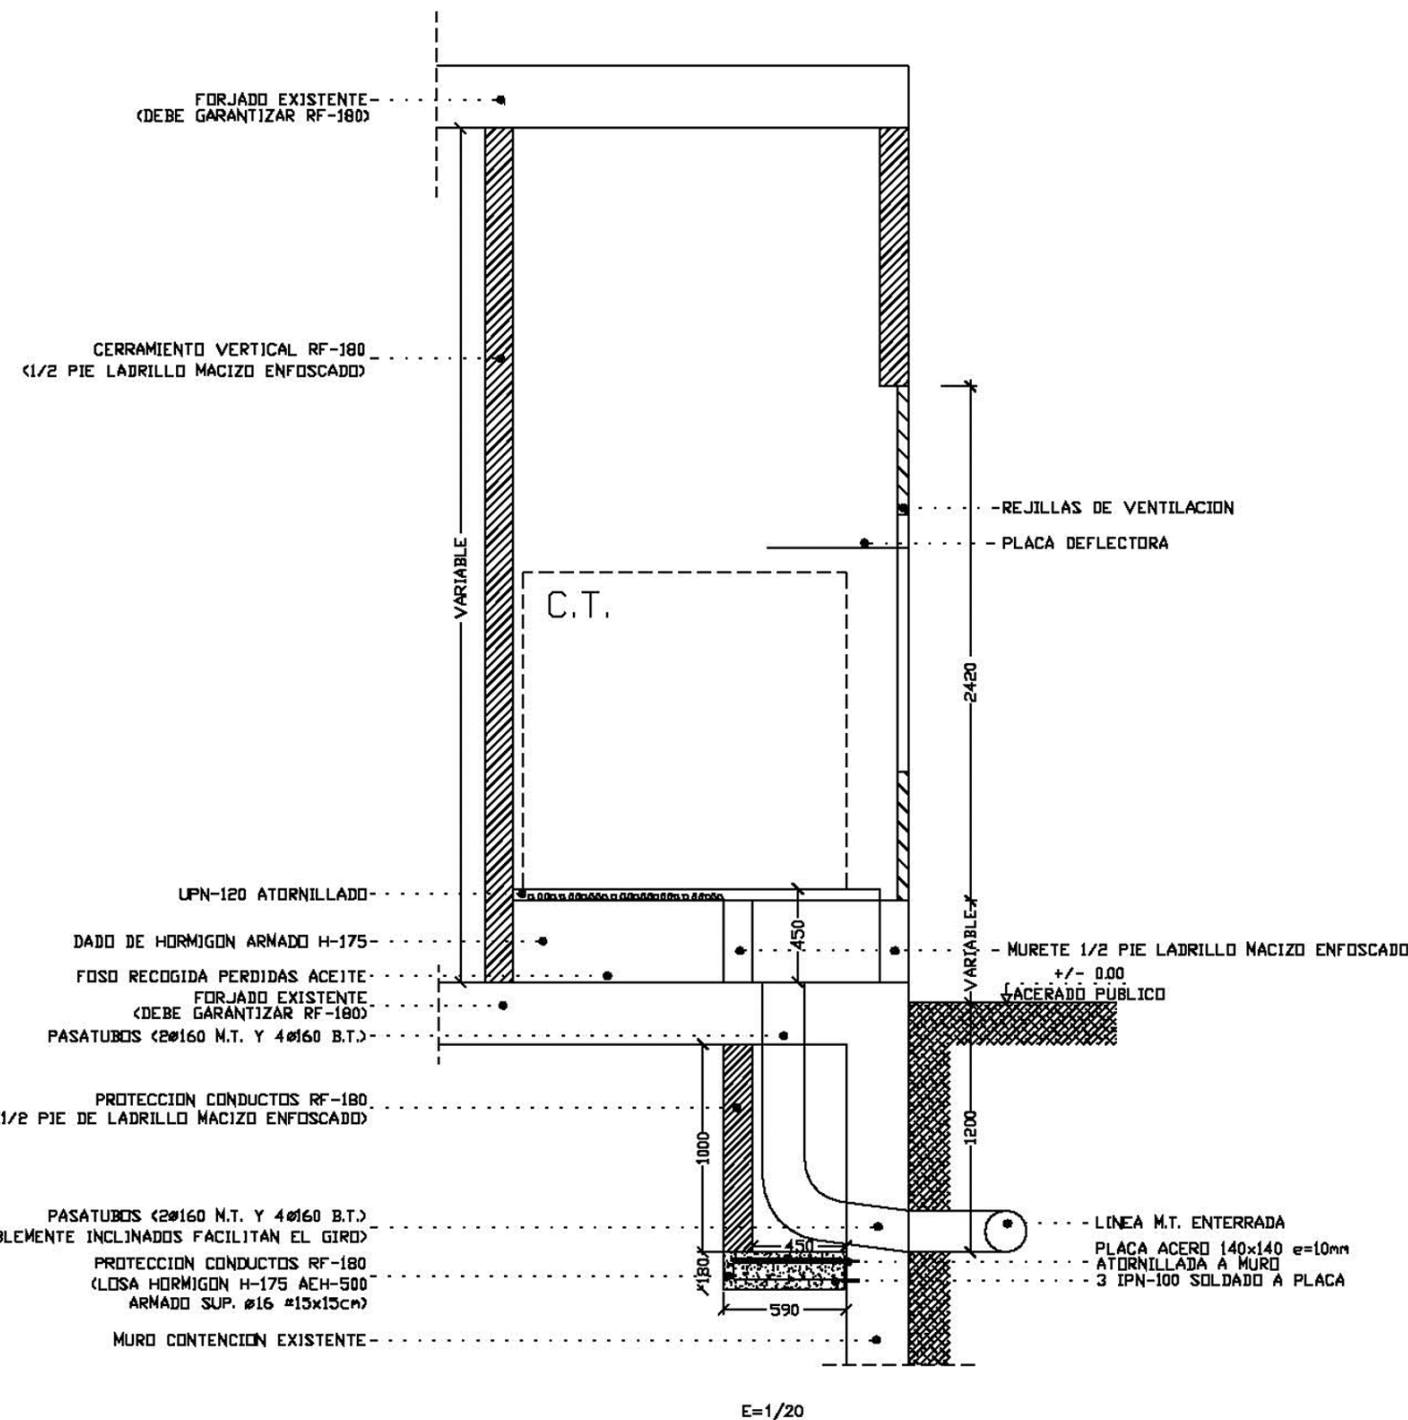 FORJADO EXISTENTE
(DEBE GARANTIZAR RF-180)
CERRAMIENTO VERTICAL RF-180
(1/2 PIE LADRILLO MACIZO ENFOSCADO)
VARIABLE
REJILLAS DE VENTILACION
PLACA DEFLECTORA
C.T.
2420
UPN-120 ATORNILLADO
DADO DE HORMIGON ARMADO H-175
450
VARIABLE
MURETE 1/2 PIE LADRILLO MACIZO ENFOSCADO
FOSO RECOGIDA PERDIDAS ACEITE
+/- 0.00
ACERADO PUBLICO
FORJADO EXISTENTE
(DEBE GARANTIZAR RF-180)
PASATUBOS (2ø160 M.T. Y 4ø160 B.T.)
PROTECCION CONDUCTOS RF-180
1/2 PIE DE LADRILLO MACIZO ENFOSCADO)
1000
1200
PASATUBOS (2ø160 M.T. Y 4ø160 B.T.)
BLEMENTE INCLINADOS FACILITAN EL GIRO)
LINEA M.T. ENTERRADA
450
PLACA ACERO 140x140 e=10mm
ATORNILLADA A MURO
3 IPN-100 SOLDADO A PLACA
PROTECCION CONDUCTOS RF-180
(LOSA HORMIGON H-175 AEH-500
ARMADO SUP. ø16 #15x15cm)
180
590
MURO CONTENCION EXISTENTE
E=1/20